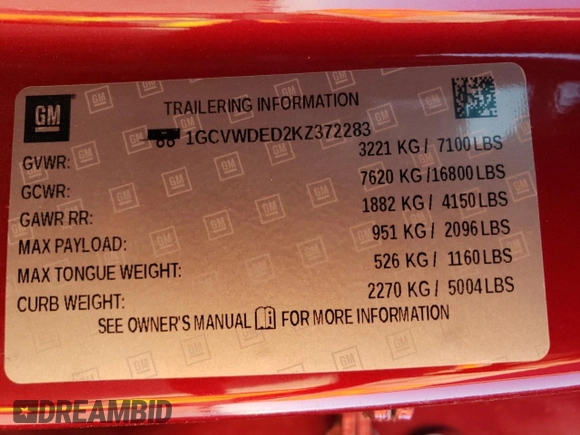 GM
TRAILERING INFORMATION
1GCVWDED2KZ372283
GVWR: 3221 KG / 7100 LBS
GCWR: 7620 KG /16800 LBS
GAWR RR: 1882 KG / 4150 LBS
MAX PAYLOAD: 951 KG / 2096 LBS
MAX TONGUE WEIGHT: 526 KG / 1160 LBS
CURB WEIGHT: 2270 KG / 5004 LBS
SEE OWNER'S MANUAL FOR MORE INFORMATION
DREAMBID